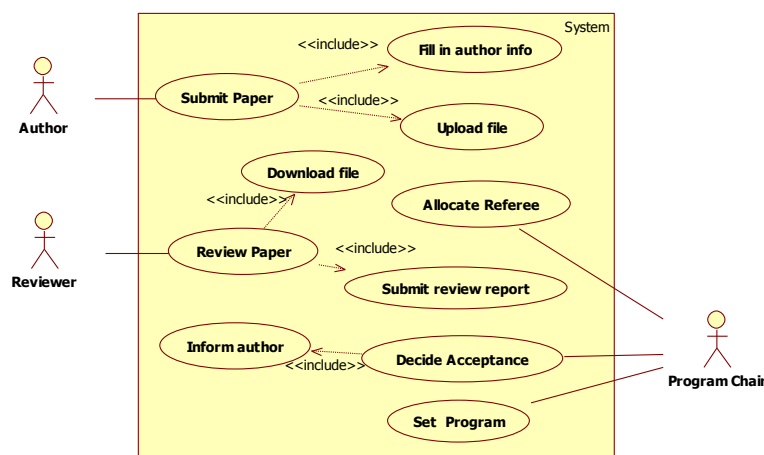 System
<<include>>
Fill in author info
Submit Paper
<<include>>
Author
Upload file
Download file
<<include>>
Allocate Referee
Review Paper
<<include>>
Reviewer
Submit review report
Inform author
<<include>>
Decide Acceptance
Program Chair
Set Program